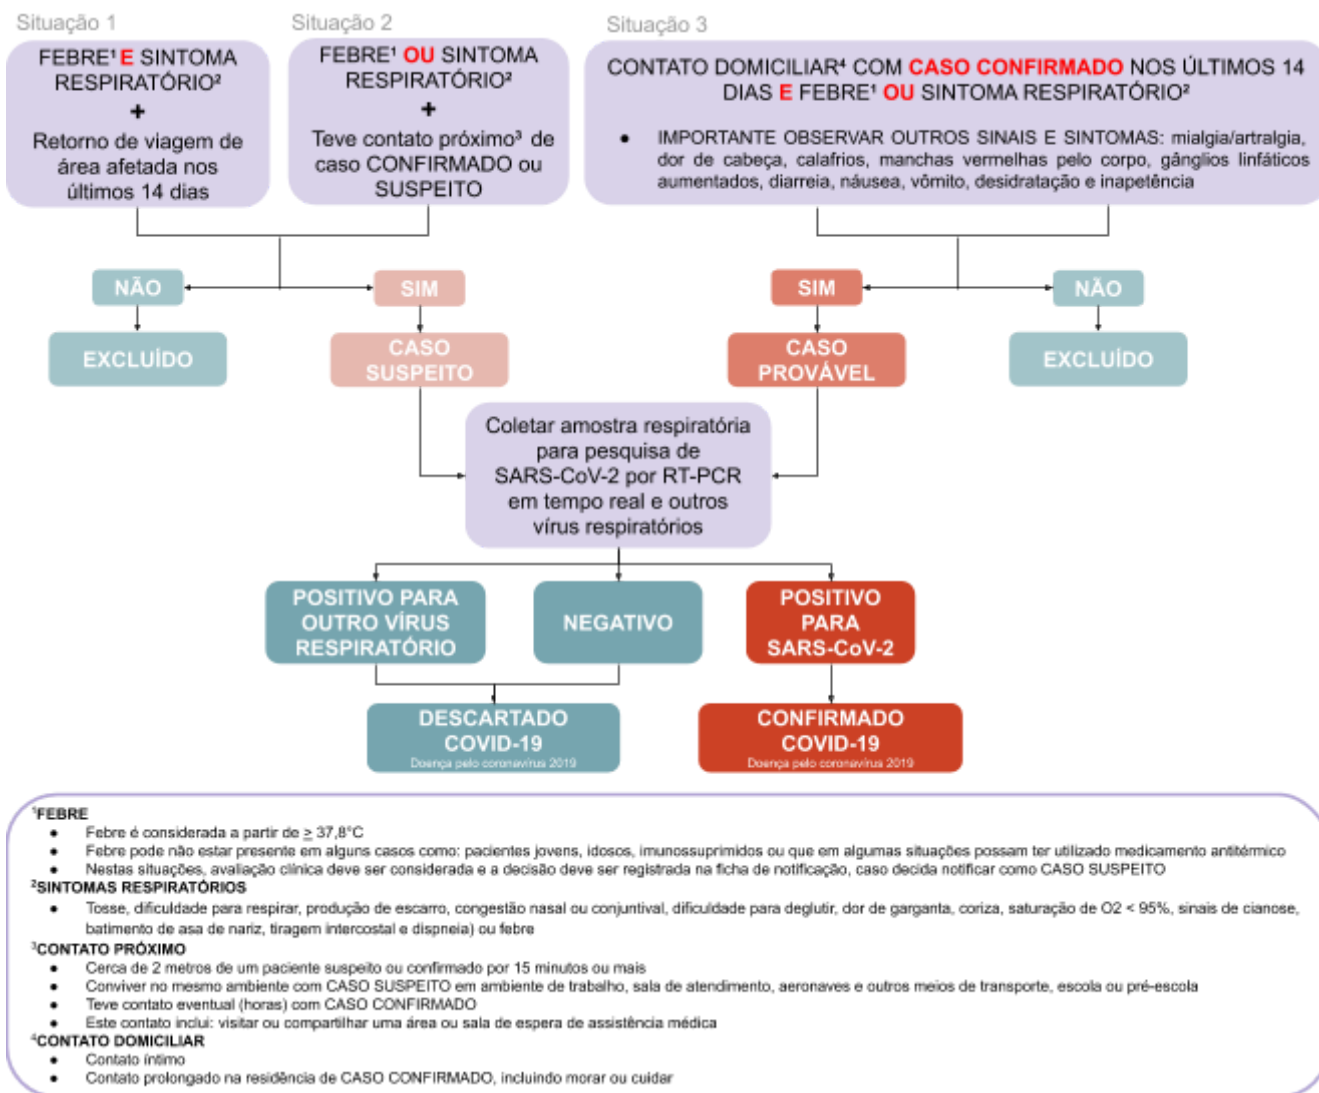 Situação 1
FEBRE¹ E SINTOMA
RESPIRATÓRIO²
+
Retorno de viagem de
área afetada nos
últimos 14 dias
Situação 2
FEBRE¹ OU SINTOMA
RESPIRATÓRIO²
+
Teve contato próximo³ de
caso CONFIRMADO ou
SUSPEITO
Situação 3
CONTATO DOMICILIAR⁴ COM CASO CONFIRMADO NOS ÚLTIMOS 14
DIAS E FEBRE¹ OU SINTOMA RESPIRATÓRIO²
● IMPORTANTE OBSERVAR OUTROS SINAIS E SINTOMAS: mialgia/artralgia,
dor de cabeça, calafrios, manchas vermelhas pelo corpo, gânglios linfáticos
aumentados, diarreia, náusea, vômito, desidratação e inapetência
NÃO
SIM
SIM
NÃO
EXCLUÍDO
CASO
SUSPEITO
CASO
PROVÁVEL
EXCLUÍDO
Coletar amostra respiratória
para pesquisa de
SARS-CoV-2 por RT-PCR
em tempo real e outros
vírus respiratórios
POSITIVO PARA
OUTRO VÍRUS
RESPIRATÓRIO
NEGATIVO
POSITIVO
PARA
SARS-CoV-2
DESCARTADO
COVID-19
Doença pelo coronavírus 2019
CONFIRMADO
COVID-19
Doença pelo coronavírus 2019
¹FEBRE
● Febre é considerada a partir de ≥ 37,8°C
● Febre pode não estar presente em alguns casos como: pacientes jovens, idosos, imunossuprimidos ou que em algumas situações possam ter utilizado medicamento antitérmico
● Nestas situações, avaliação clínica deve ser considerada e a decisão deve ser registrada na ficha de notificação, caso decida notificar como CASO SUSPEITO
²SINTOMAS RESPIRATÓRIOS
● Tosse, dificuldade para respirar, produção de escarro, congestão nasal ou conjuntival, dificuldade para deglutir, dor de garganta, coriza, saturação de O2 < 95%, sinais de cianose,
batimento de asa de nariz, tiragem intercostal e dispneia) ou febre
³CONTATO PRÓXIMO
● Cerca de 2 metros de um paciente suspeito ou confirmado por 15 minutos ou mais
● Conviver no mesmo ambiente com CASO SUSPEITO em ambiente de trabalho, sala de atendimento, aeronaves e outros meios de transporte, escola ou pré-escola
● Teve contato eventual (horas) com CASO CONFIRMADO
● Este contato inclui: visitar ou compartilhar uma área ou sala de espera de assistência médica
⁴CONTATO DOMICILIAR
● Contato íntimo
● Contato prolongado na residência de CASO CONFIRMADO, incluindo morar ou cuidar